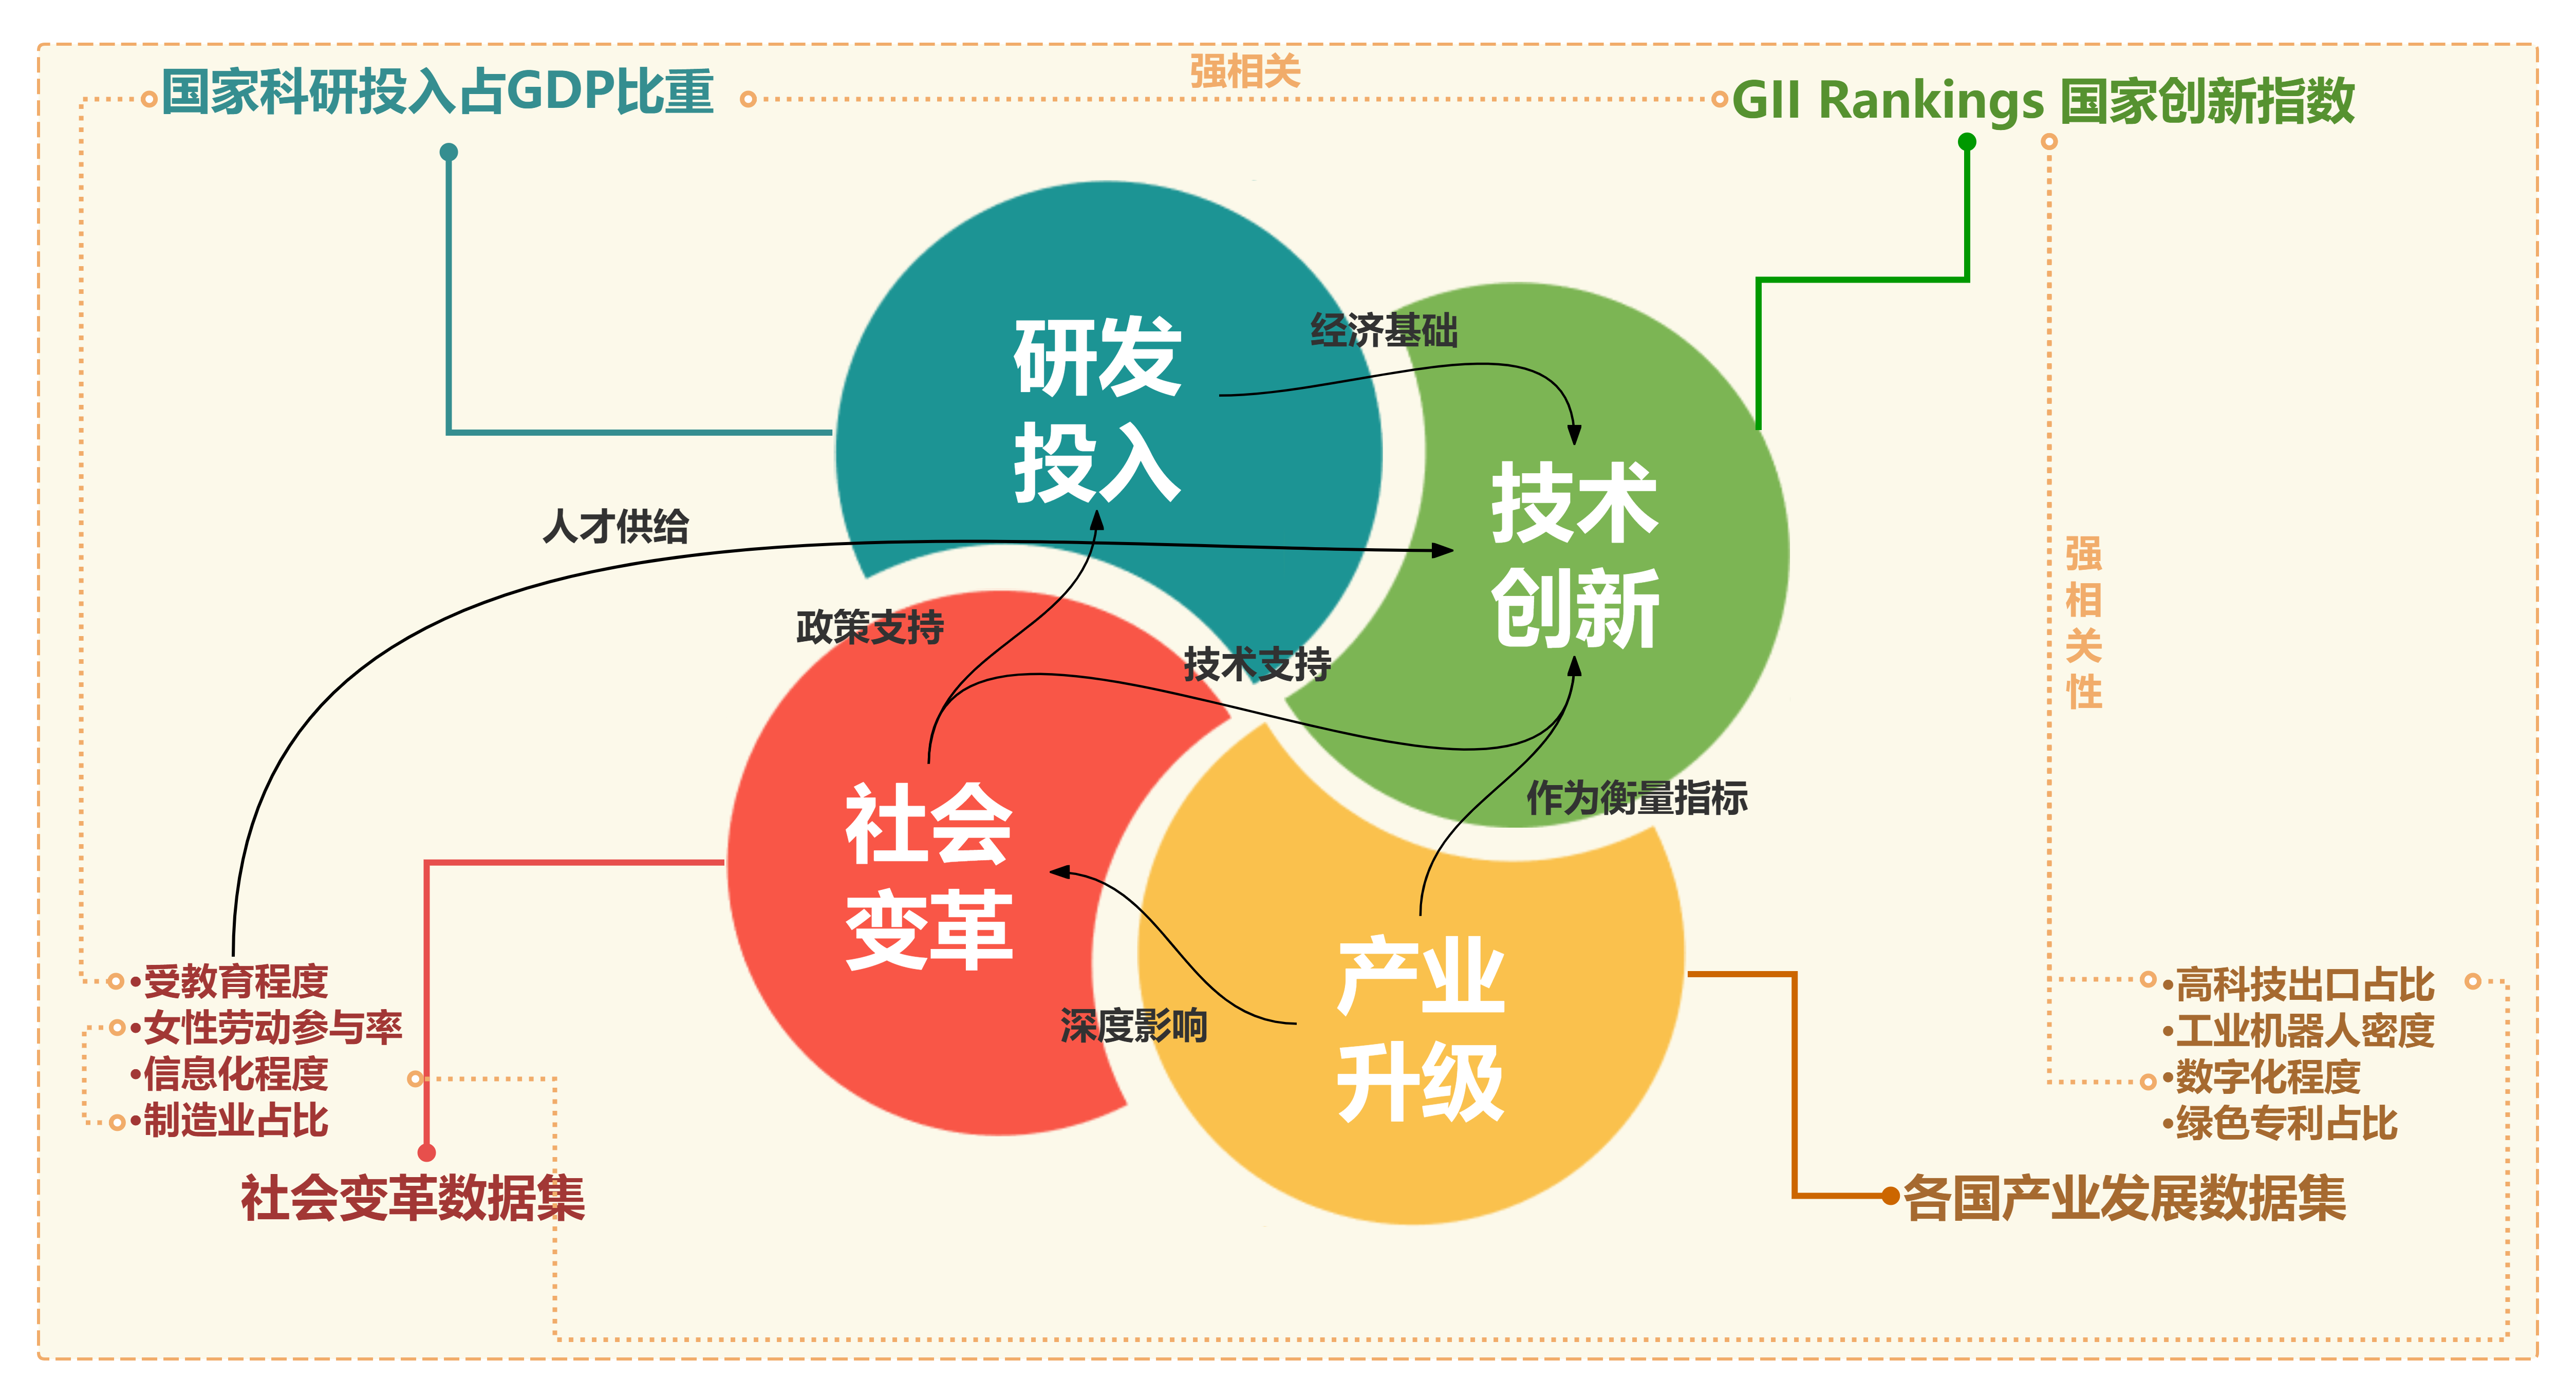 国家科研投入占GDP比重
强相关
GII Rankings 国家创新指数
研发
投入
经济基础
技术
创新
人才供给
强
相
关
性
政策支持
技术支持
作为衡量指标
社会
变革
产业
升级
深度影响
•受教育程度
•女性劳动参与率
•信息化程度
•制造业占比
社会变革数据集
•高科技出口占比
•工业机器人密度
•数字化程度
•绿色专利占比
各国产业发展数据集